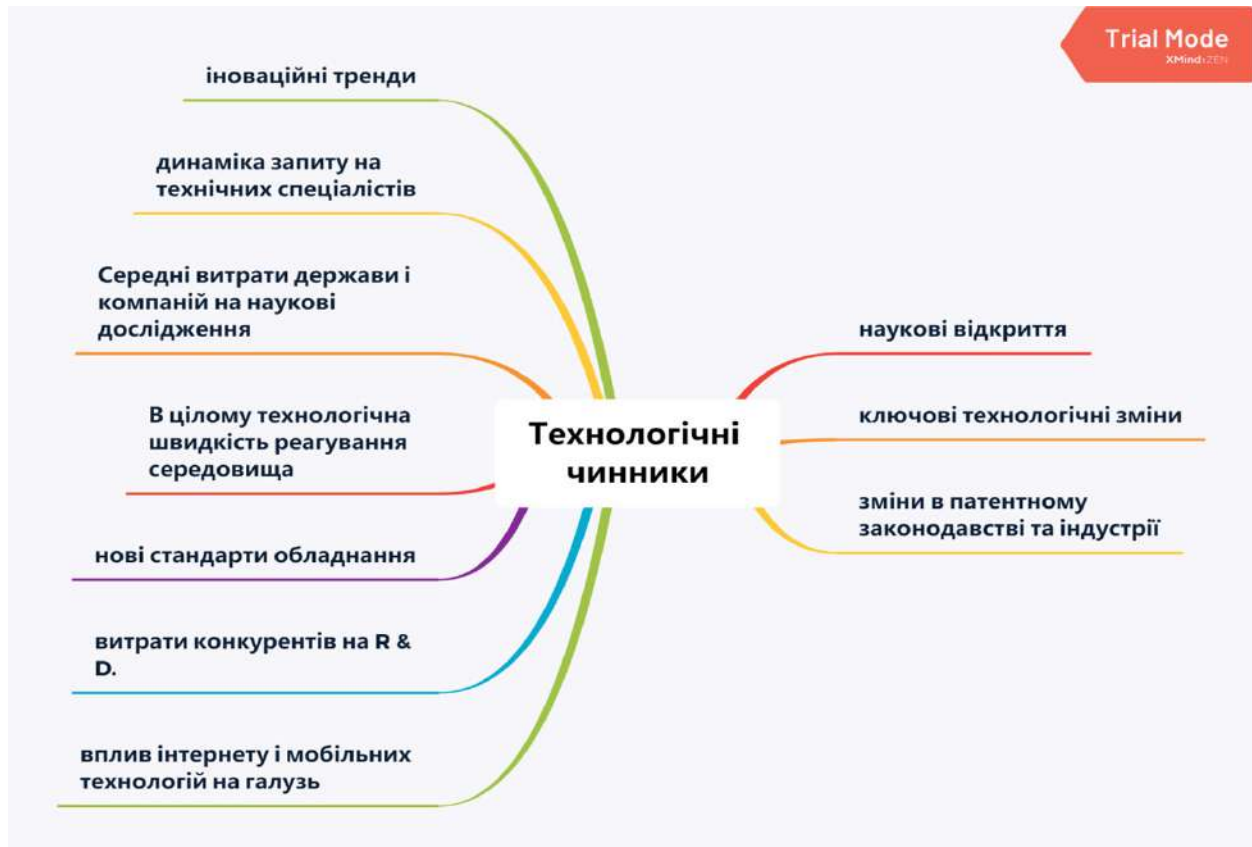 Trial Mode
XMind:ZEN
іноваційні тренди
динаміка запиту на
технічних спеціалістів
Середні витрати держави і
компаній на наукові
дослідження
В цілому технологічна
швидкість реагування
середовища
нові стандарти обладнання
витрати конкурентів на R &
D.
вплив інтернету і мобільних
технологій на галузь
Технологічні
чинники
наукові відкриття
ключові технологічні зміни
зміни в патентному
законодавстві та індустрії